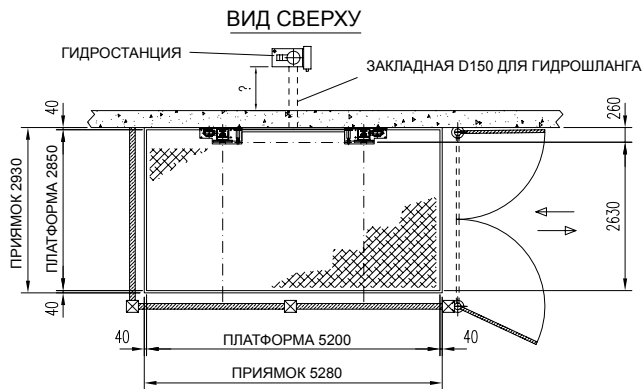 ВИД СВЕРХУ
ГИДРОСТАНЦИЯ
ЗАКЛАДНАЯ D150 ДЛЯ ГИДРОШЛАНГА
?
40
260
ПРИЯМОК 2930
ПЛАТФОРМА 2850
2630
40
40
ПЛАТФОРМА 5200
40
ПРИЯМОК 5280